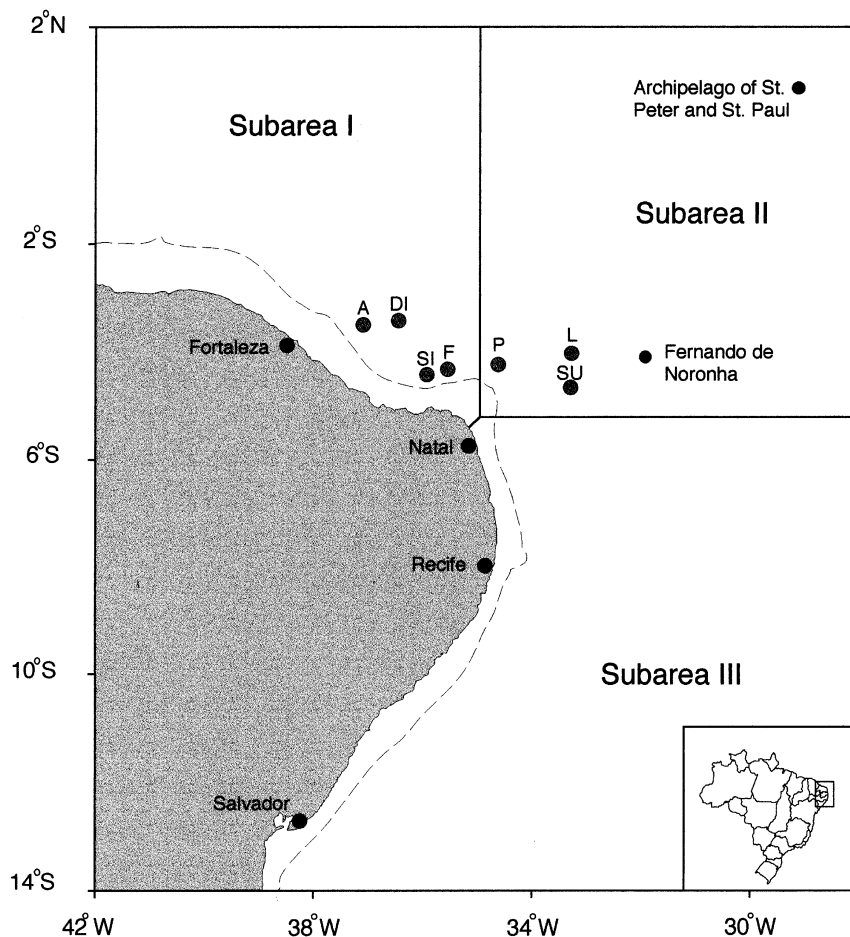 2°N
Archipelago of St.
Peter and St. Paul
Subarea I
Subarea II
2°S
A
DI
Fortaleza
SI
F
P
L
SU
Fernando de
Noronha
Natal
6°S
Recife
10°S
Subarea III
Salvador
14°S
42°W
38°W
34°W
30°W